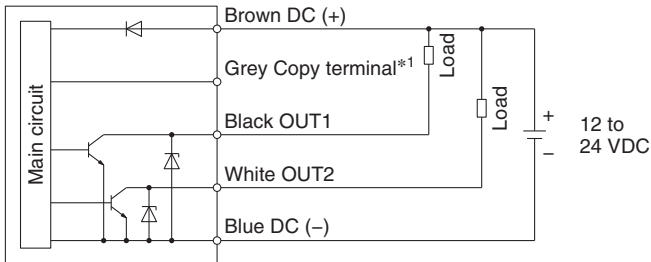 Brown DC (+)
Load
Grey Copy terminal*1
Load
Main circuit
Black OUT1
+
12 to
24 VDC
–
White OUT2
Blue DC (–)